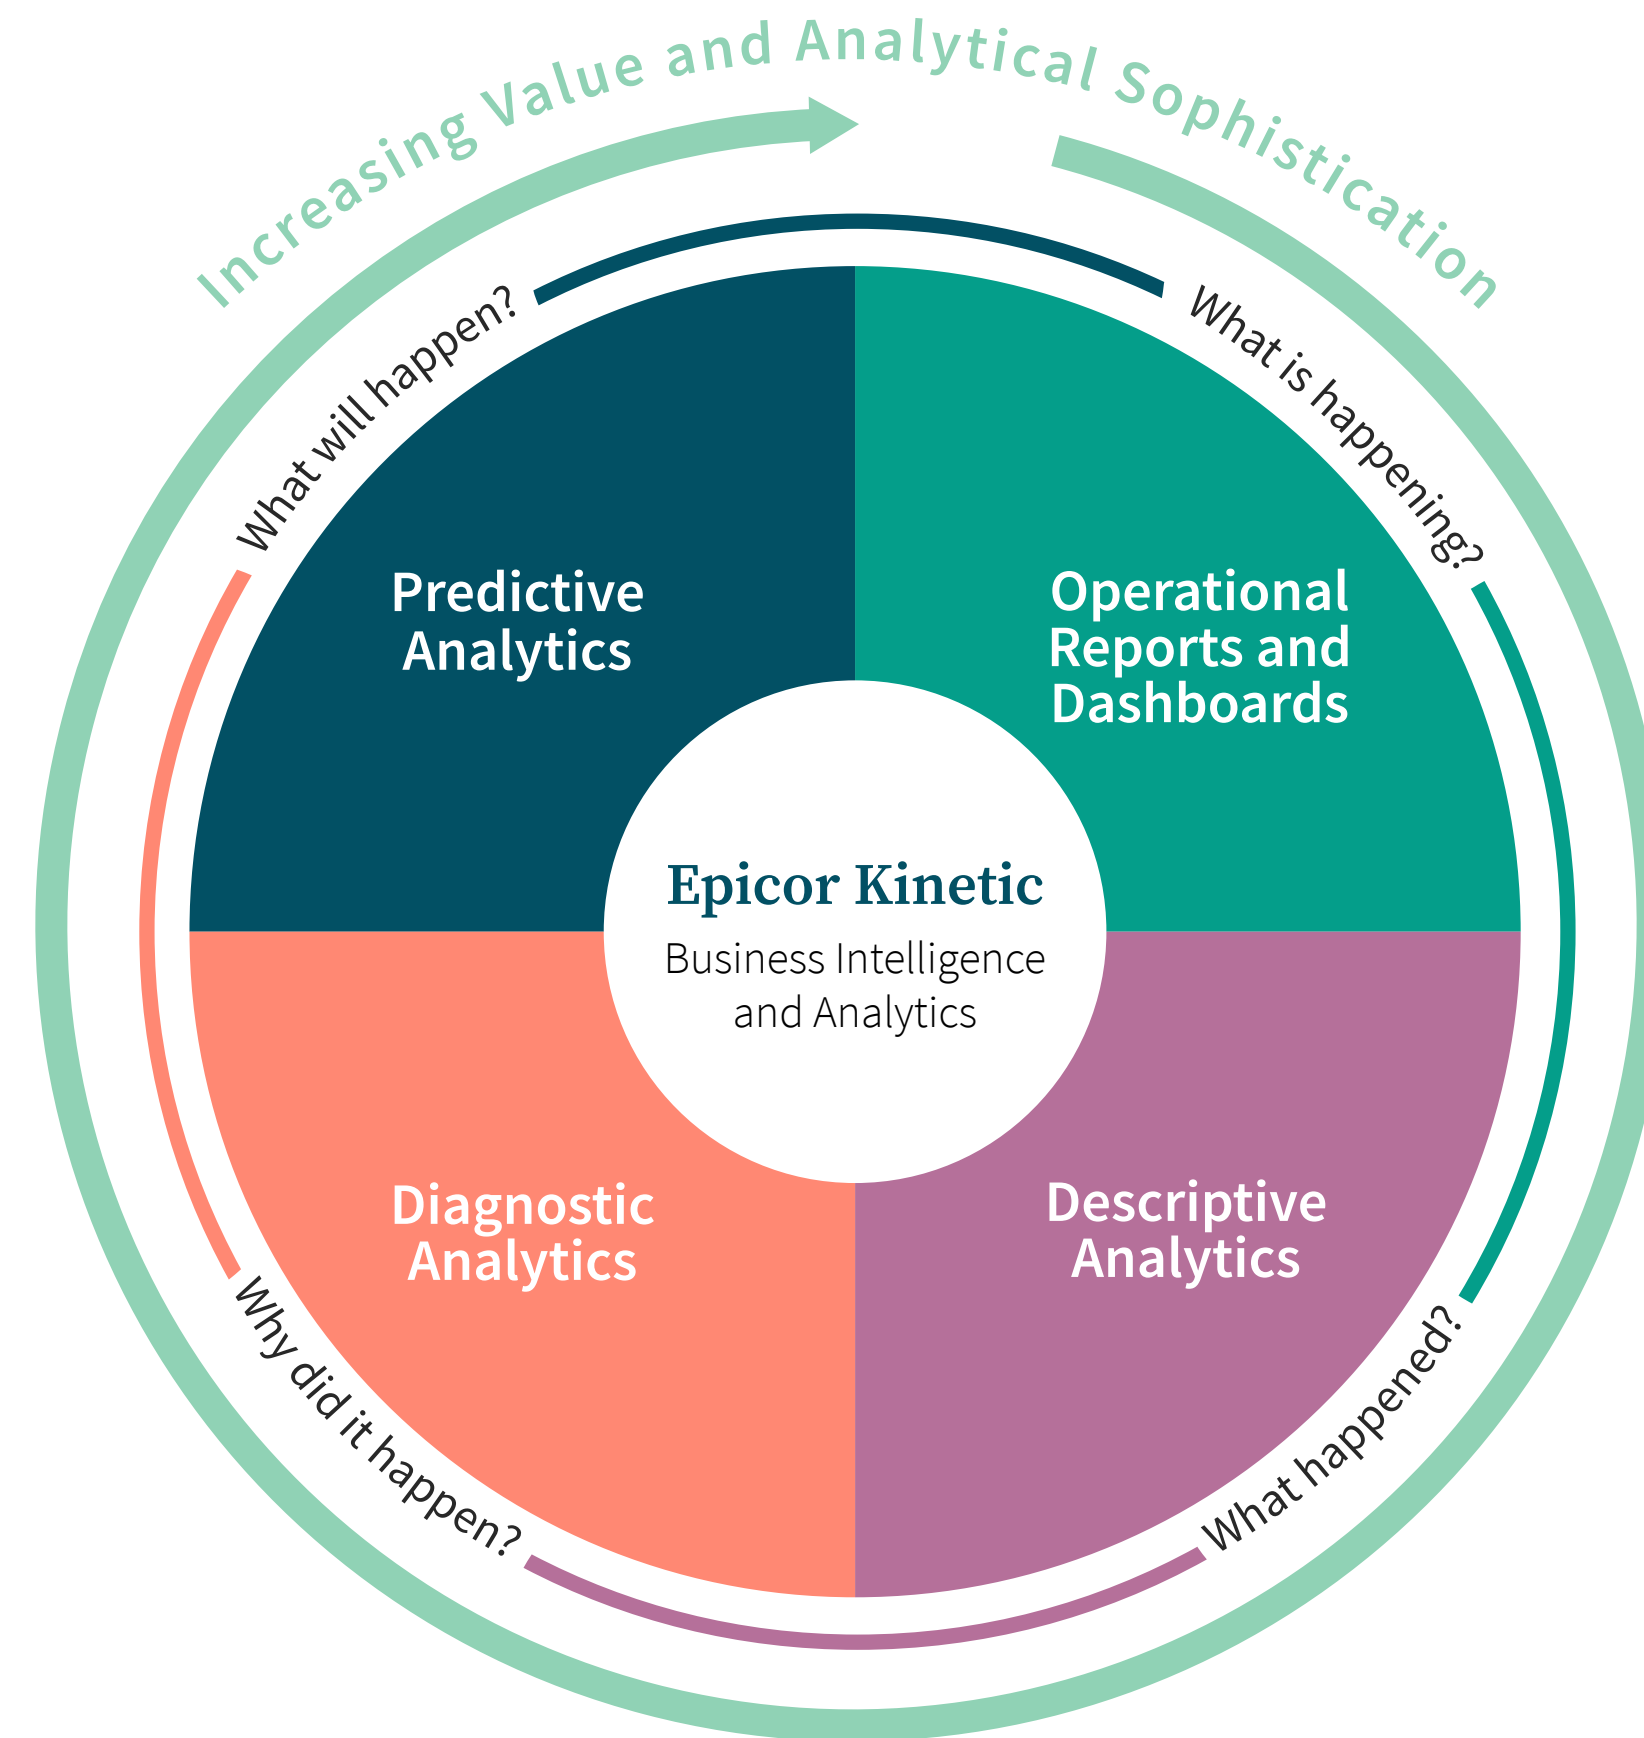 Increasing Value and Analytical Sophistication
What will happen?
What is happening?
Predictive
Analytics
Operational
Reports and
Dashboards
Epicor Kinetic
Business Intelligence
and Analytics
Diagnostic
Analytics
Descriptive
Analytics
Why did it happen?
What happened?